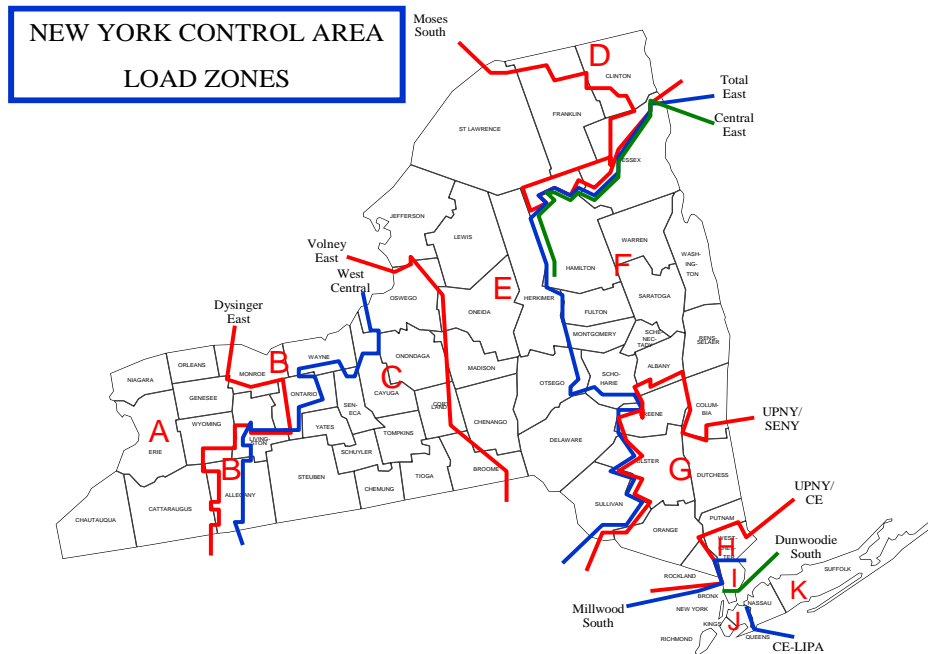 NEW YORK CONTROL AREA
LOAD ZONES
Moses
South
D
CLINTON
Total
East
Central
East
FRANKLIN
ST LAWRENCE
ESSEX
JEFFERSON
LEWIS
Volney
East
West
Central
WARREN
WASH-
ING-
TON
HAMILTON
F
E
OSWEGO
HERKIMER
SARATOGA
ONEIDA
FULTON
Dysinger
East
MONTGOMERY
SCHE-
NEC-
TADY
RENS-
SELAER
WAYNE
B
ORLEANS
MONROE
NIAGARA
ONONDAGA
MADISON
ALBANY
C
GENESEE
ONTARIO
SEN-
ECA
CAYUGA
OTSEGO
SCHO-
HARIE
CORT
LAND
COLUM-
BIA
GREENE
UPNY/
SENY
WYOMING
YATES
CHENANGO
A
ERIE
LIVING-
STON
TOMPKINS
DELAWARE
SCHUYLER
B
ULSTER
G
STEUBEN
TIOGA
BROOME
DUTCHESS
ALLEGANY
CHEMUNG
CATTARAUGUS
CHAUTAUQUA
SULLIVAN
UPNY/
CE
PUTNAM
ORANGE
WEST-
CHES-
TER
H
Dunwoodie
South
ROCKLAND
I
SUFFOLK
K
BRONX
NASSAU
Millwood
South
NEW YORK
J
KINGS
QUEENS
RICHMOND
CE-LIPA